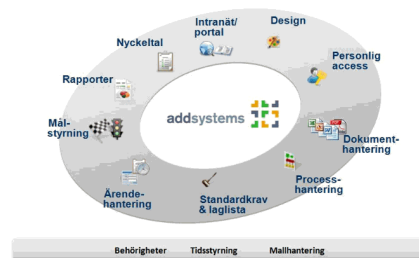 Intranät/
portal
Design
Nyckeltal
Personlig
access
Rapporter
addsystems
Mål-
styrning
Dokument-
hantering
Process-
hantering
Ärende-
hantering
Standardkrav
& laglista
Behörigheter Tidsstyrning Mallhantering